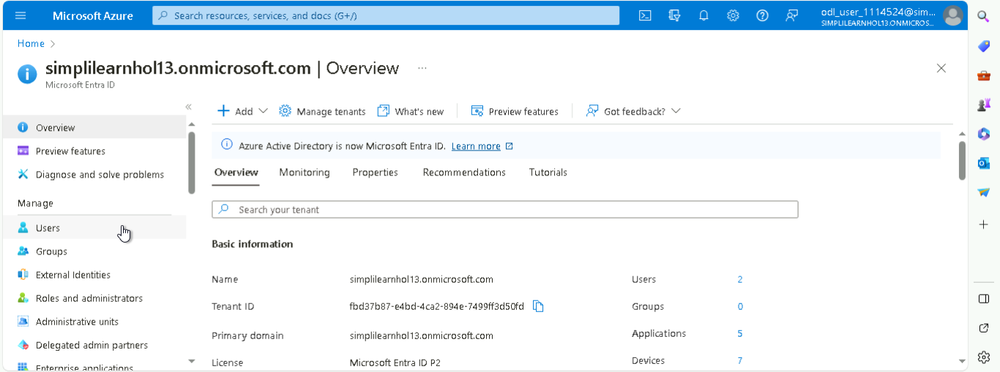 Microsoft Azure
Search resources, services, and docs (G+/)
odl_user_1114524@sim...
SIMPLILEARNHOL13.ONMICROS...
Home >
simplilearnhol13.onmicrosoft.com | Overview ...
Microsoft Entra ID
«
Overview
Preview features
Diagnose and solve problems
Manage
Users
Groups
External Identities
Roles and administrators
Administrative units
Delegated admin partners
Enterprise applications
+ Add
Manage tenants
What's new
Preview features
Got feedback?
Azure Active Directory is now Microsoft Entra ID. Learn more
Overview
Monitoring
Properties
Recommendations
Tutorials
Search your tenant
Basic information
Name simplilearnhol13.onmicrosoft.com
Tenant ID fbd37b87-e4bd-4ca2-894e-7499ff3d50fd
Primary domain simplilearnhol13.onmicrosoft.com
License Microsoft Entra ID P2
Users 2
Groups 0
Applications 5
Devices 7